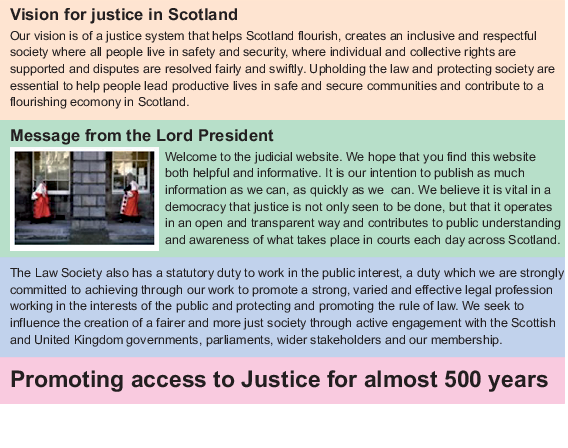 Vision for justice in Scotland
Our vision is of a justice system that helps Scotland flourish, creates an inclusive and respectful
society where all people live in safety and security, where individual and collective rights are
supported and disputes are resolved fairly and swiftly. Upholding the law and protecting society are
essential to help people lead productive lives in safe and secure communities and contribute to a
flourishing ecomony in Scotland.
Message from the Lord President
Welcome to the judicial website. We hope that you find this website
both helpful and informative. It is our intention to publish as much
information as we can, as quickly as we can. We believe it is vital in a
democracy that justice is not only seen to be done, but that it operates
in an open and transparent way and contributes to public understanding
and awareness of what takes place in courts each day across Scotland.
The Law Society also has a statutory duty to work in the public interest, a duty which we are strongly
committed to achieving through our work to promote a strong, varied and effective legal profession
working in the interests of the public and protecting and promoting the rule of law. We seek to
influence the creation of a fairer and more just society through active engagement with the Scottish
and United Kingdom governments, parliaments, wider stakeholders and our membership.
Promoting access to Justice for almost 500 years